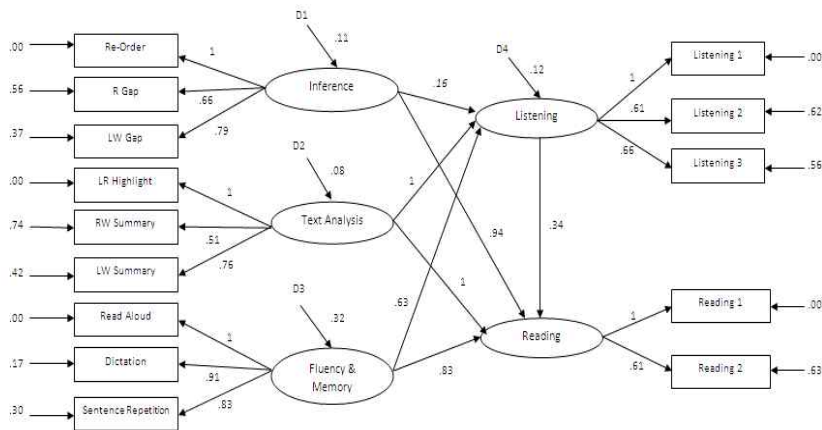 D1
.11
D4
.12
.00
Re-Order
1
Inference
.16
Listening
Listening 1
.00
1
.56
R Gap
.66
.61
Listening 2
.62
.37
LW Gap
.79
.66
Listening 3
.56
D2
.08
.00
LR Highlight
1
1
.74
RW Summary
.51
Text Analysis
.94
.34
.42
LW Summary
.76
1
D3
.32
.63
.00
Read Aloud
1
Reading
Reading 1
.00
1
.17
Dictation
.91
Fluency &
Memory
.83
.61
Reading 2
.63
.30
Sentence Repetition
.83